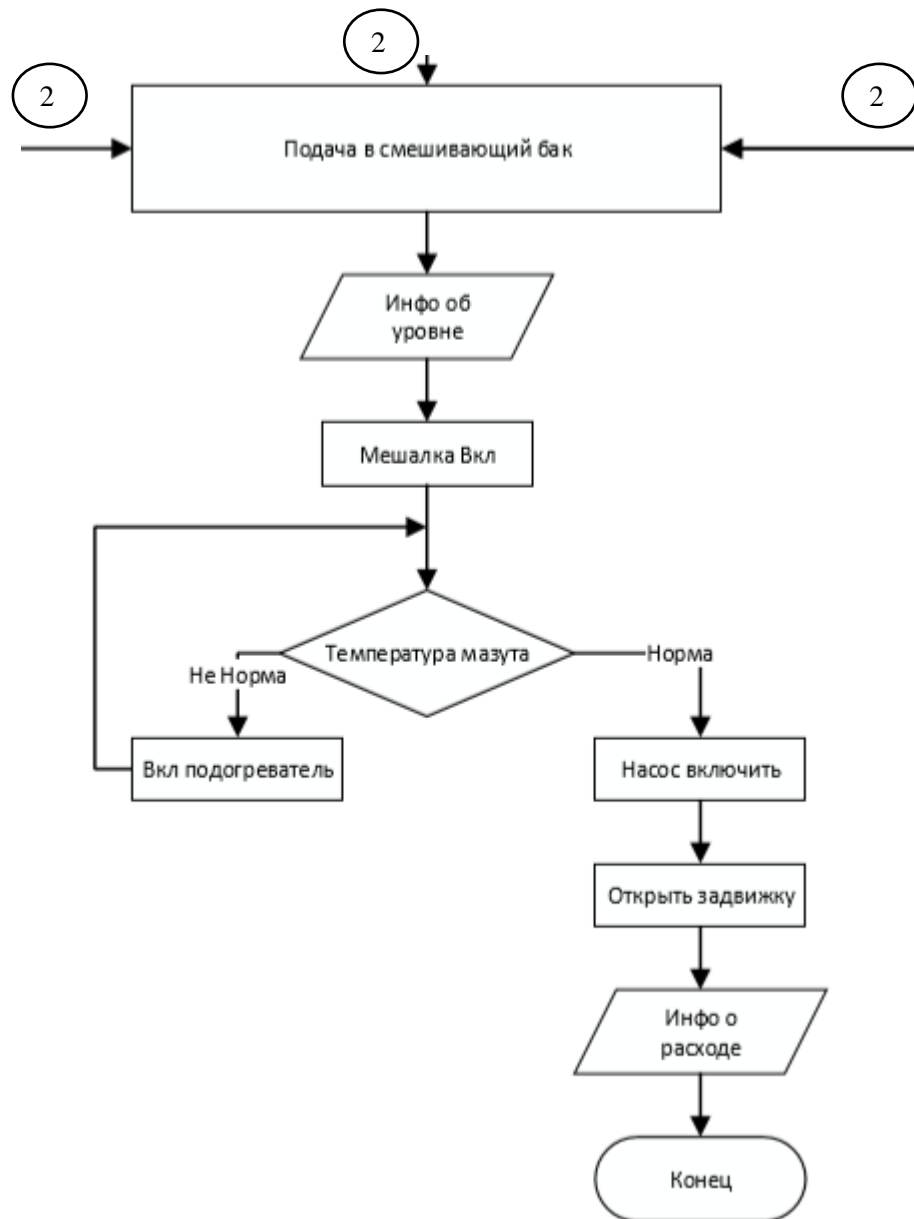 2
2
2
Подача в смешивающий бак
Инфо об
уровне
Мешалка Вкл
Температура мазута
Не Норма
Норма
Вкл подогреватель
Насос включить
Открыть задвижку
Инфо о
расходе
Конец